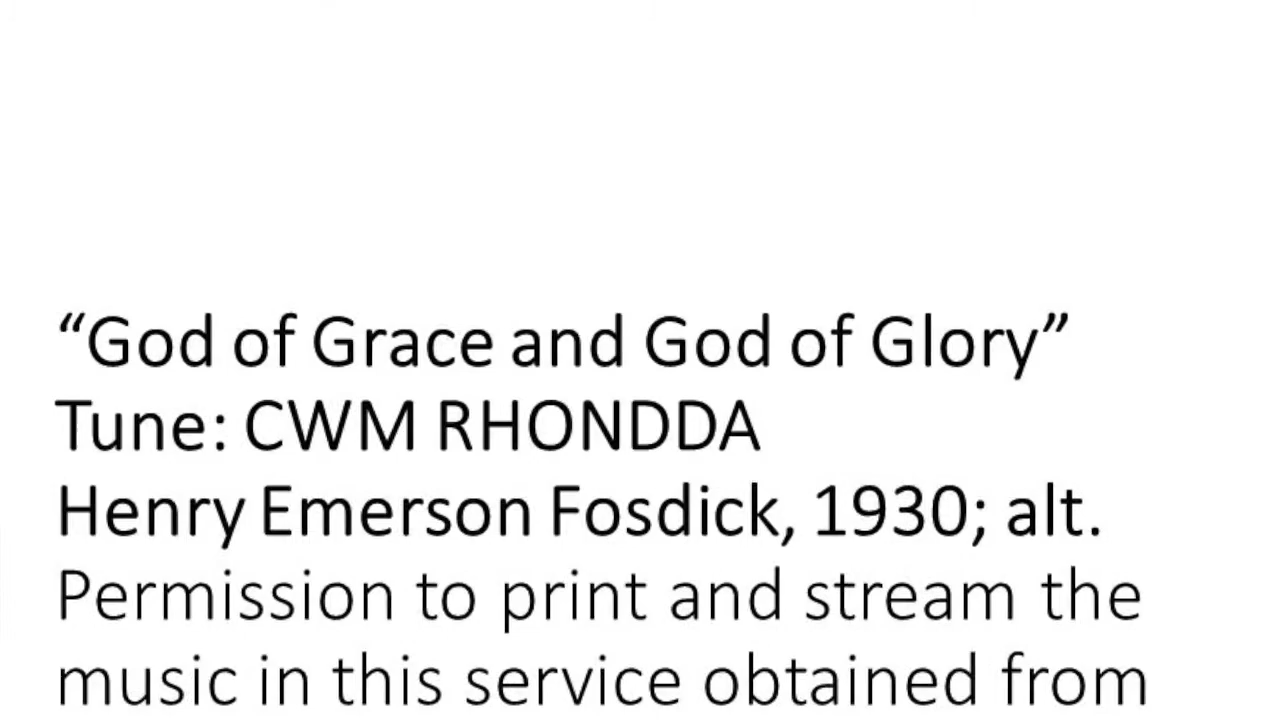 “God of Grace and God of Glory”
Tune: CWM RHONDDA
Henry Emerson Fosdick, 1930; alt.
Permission to print and stream the
music in this service obtained from